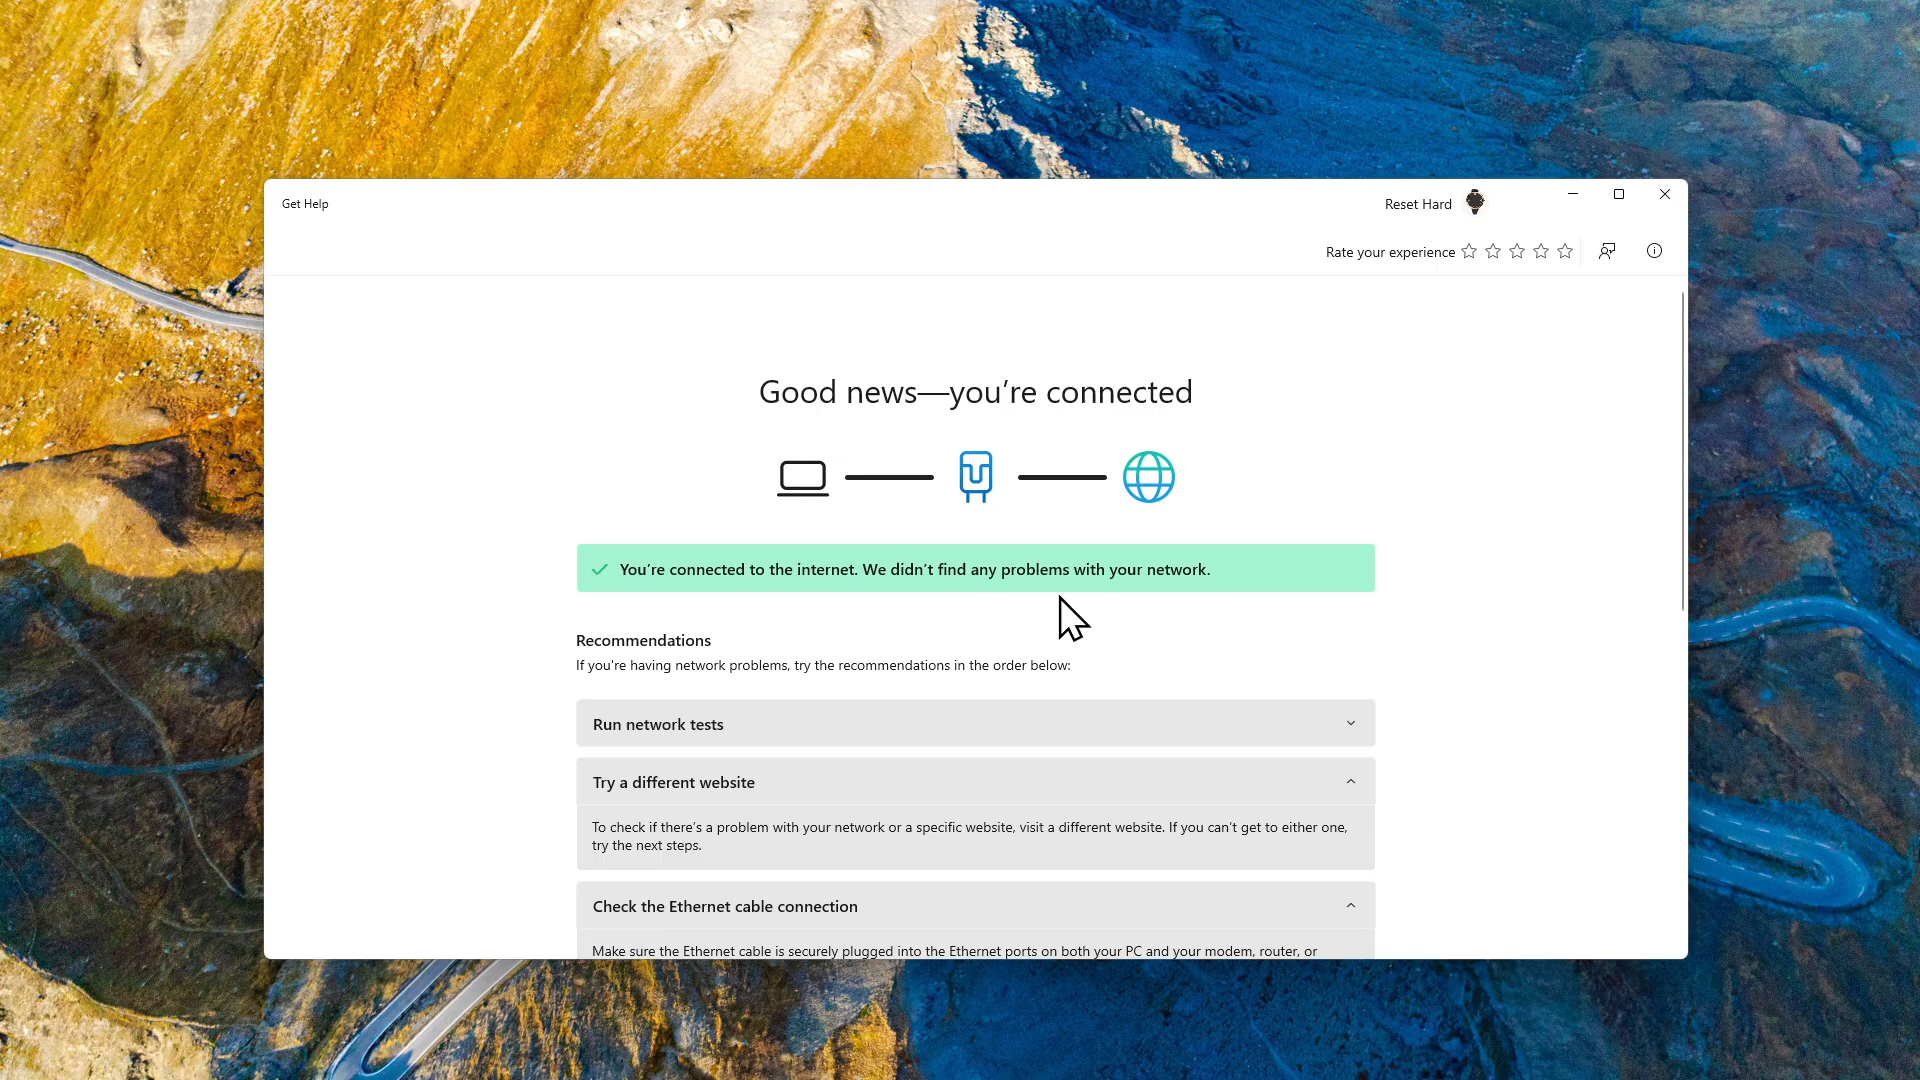 Get Help
Reset Hard
Rate your experience
Good news—you’re connected
You’re connected to the internet. We didn’t find any problems with your network.
Recommendations
If you're having network problems, try the recommendations in the order below:
Run network tests
Try a different website
To check if there’s a problem with your network or a specific website, visit a different website. If you can’t get to either one,
try the next steps.
Check the Ethernet cable connection
Make sure the Ethernet cable is securely plugged into the Ethernet ports on both your PC and your modem, router, or